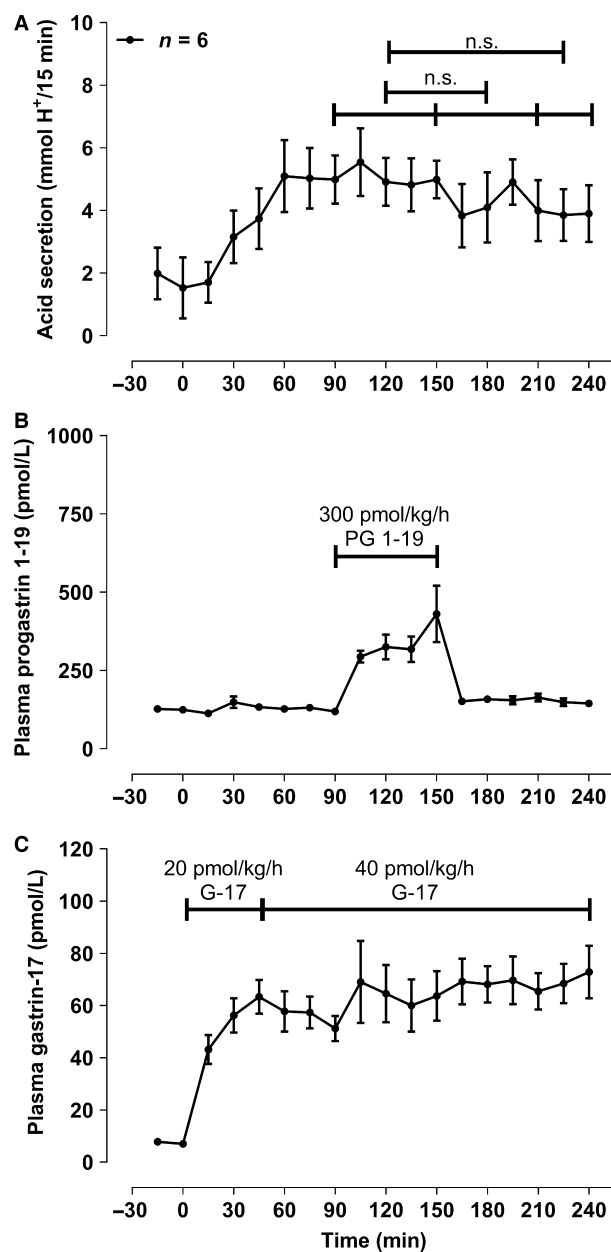 A
Acid secretion (mmol H⁺/15 min)
10
8
6
4
2
0
n = 6
n.s.
n.s.
−30 0 30 60 90 120 150 180 210 240
B
Plasma progastrin 1-19 (pmol/L)
1000
750
500
250
0
300 pmol/kg/h
PG 1-19
−30 0 30 60 90 120 150 180 210 240
C
Plasma gastrin-17 (pmol/L)
120
100
80
60
40
20
0
20 pmol/kg/h
G-17
40 pmol/kg/h
G-17
−30 0 30 60 90 120 150 180 210 240
Time (min)